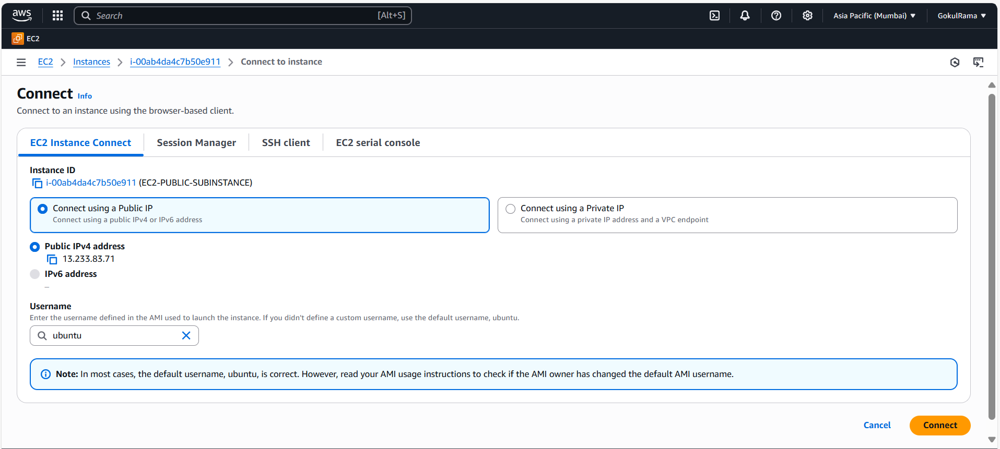 aws
Search [Alt+S]
Asia Pacific (Mumbai)
GokulRama
EC2
EC2 Instances i-00ab4da4c7b50e911 Connect to instance
Connect Info
Connect to an instance using the browser-based client.
EC2 Instance Connect Session Manager SSH client EC2 serial console
Instance ID
i-00ab4da4c7b50e911 (EC2-PUBLIC-SUBINSTANCE)
Connect using a Public IP
Connect using a public IPv4 or IPv6 address
Connect using a Private IP
Connect using a private IP address and a VPC endpoint
Public IPv4 address
13.233.83.71
IPv6 address
–
Username
Enter the username defined in the AMI used to launch the instance. If you didn't define a custom username, use the default username, ubuntu.
ubuntu
Note: In most cases, the default username, ubuntu, is correct. However, read your AMI usage instructions to check if the AMI owner has changed the default AMI username.
Cancel Connect